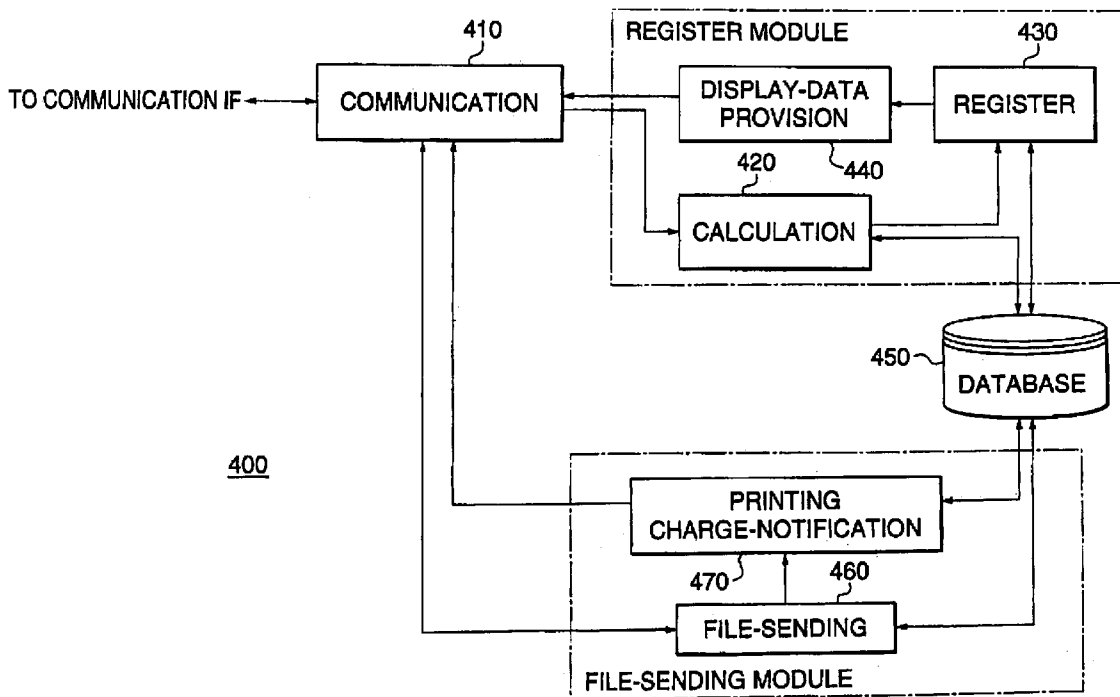 410
REGISTER MODULE
430
TO COMMUNICATION IF
COMMUNICATION
DISPLAY-DATA
PROVISION
REGISTER
440
420
CALCULATION
450
DATABASE
400
PRINTING
CHARGE-NOTIFICATION
470
460
FILE-SENDING
FILE-SENDING MODULE